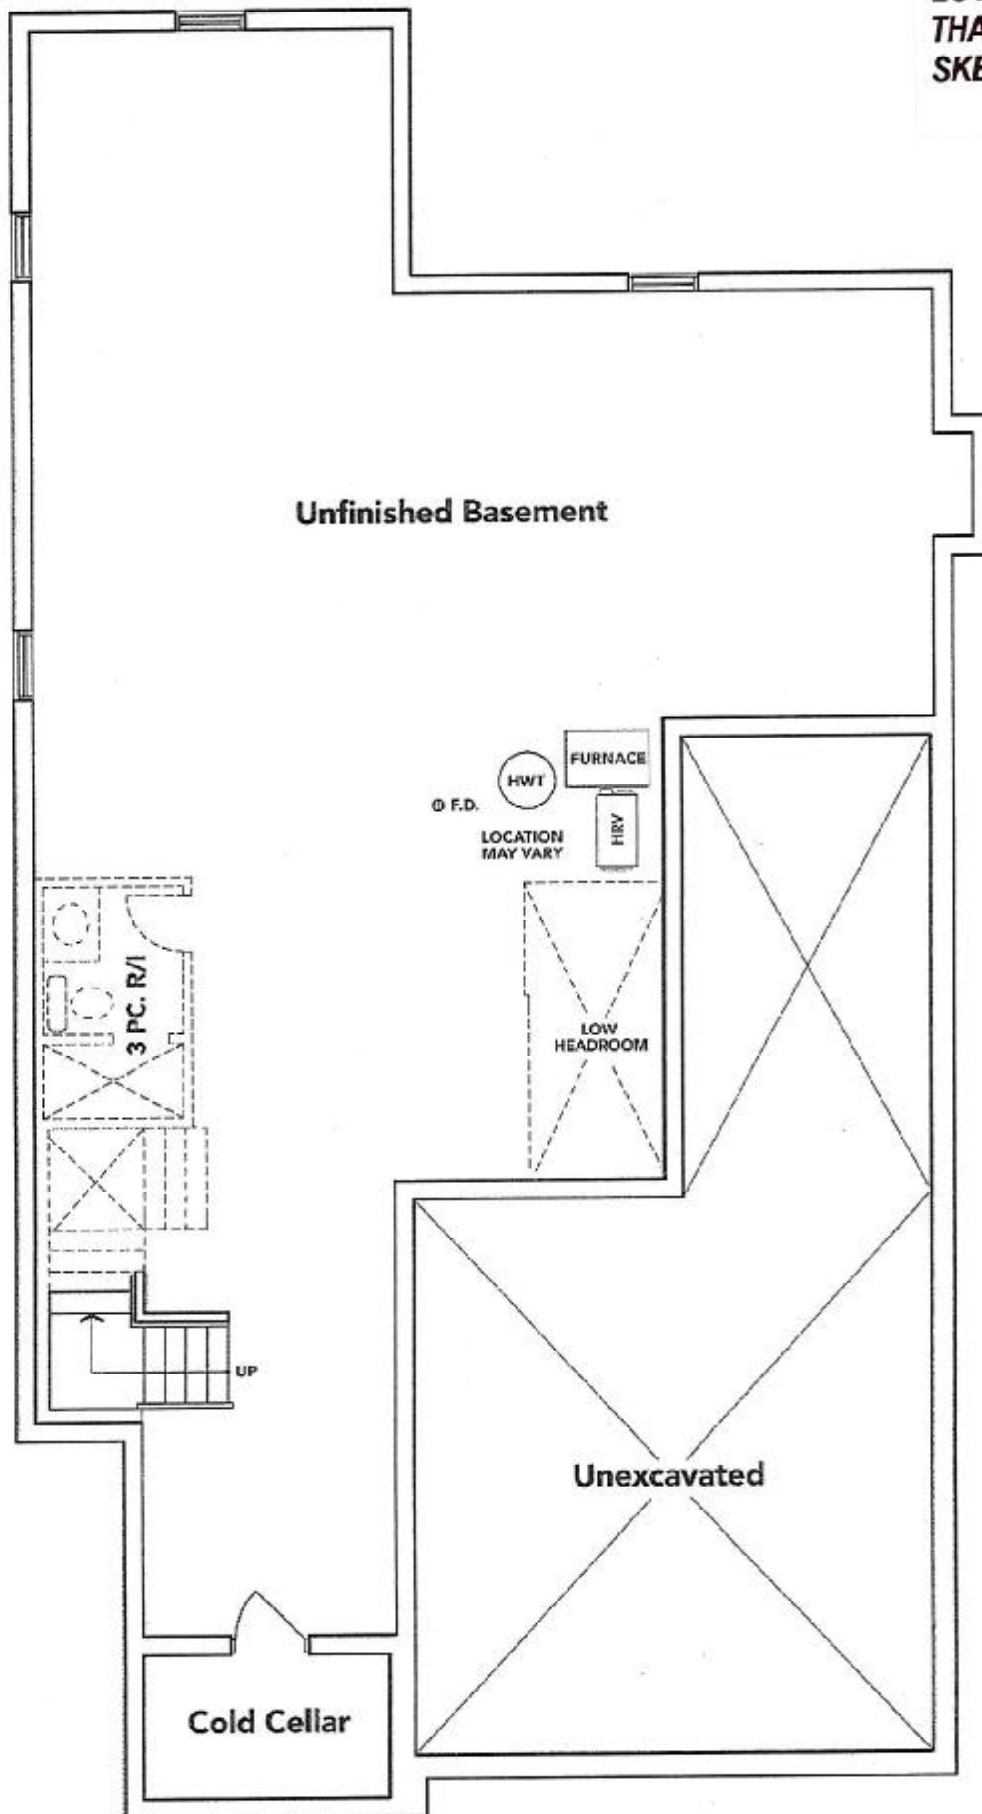 THA
SKE
Unfinished Basement
FURNACE
HWT
F.D.
HRV
LOCATION
MAY VARY
3 PC. R/I
LOW
HEADROOM
UP
Unexcavated
Cold Cellar